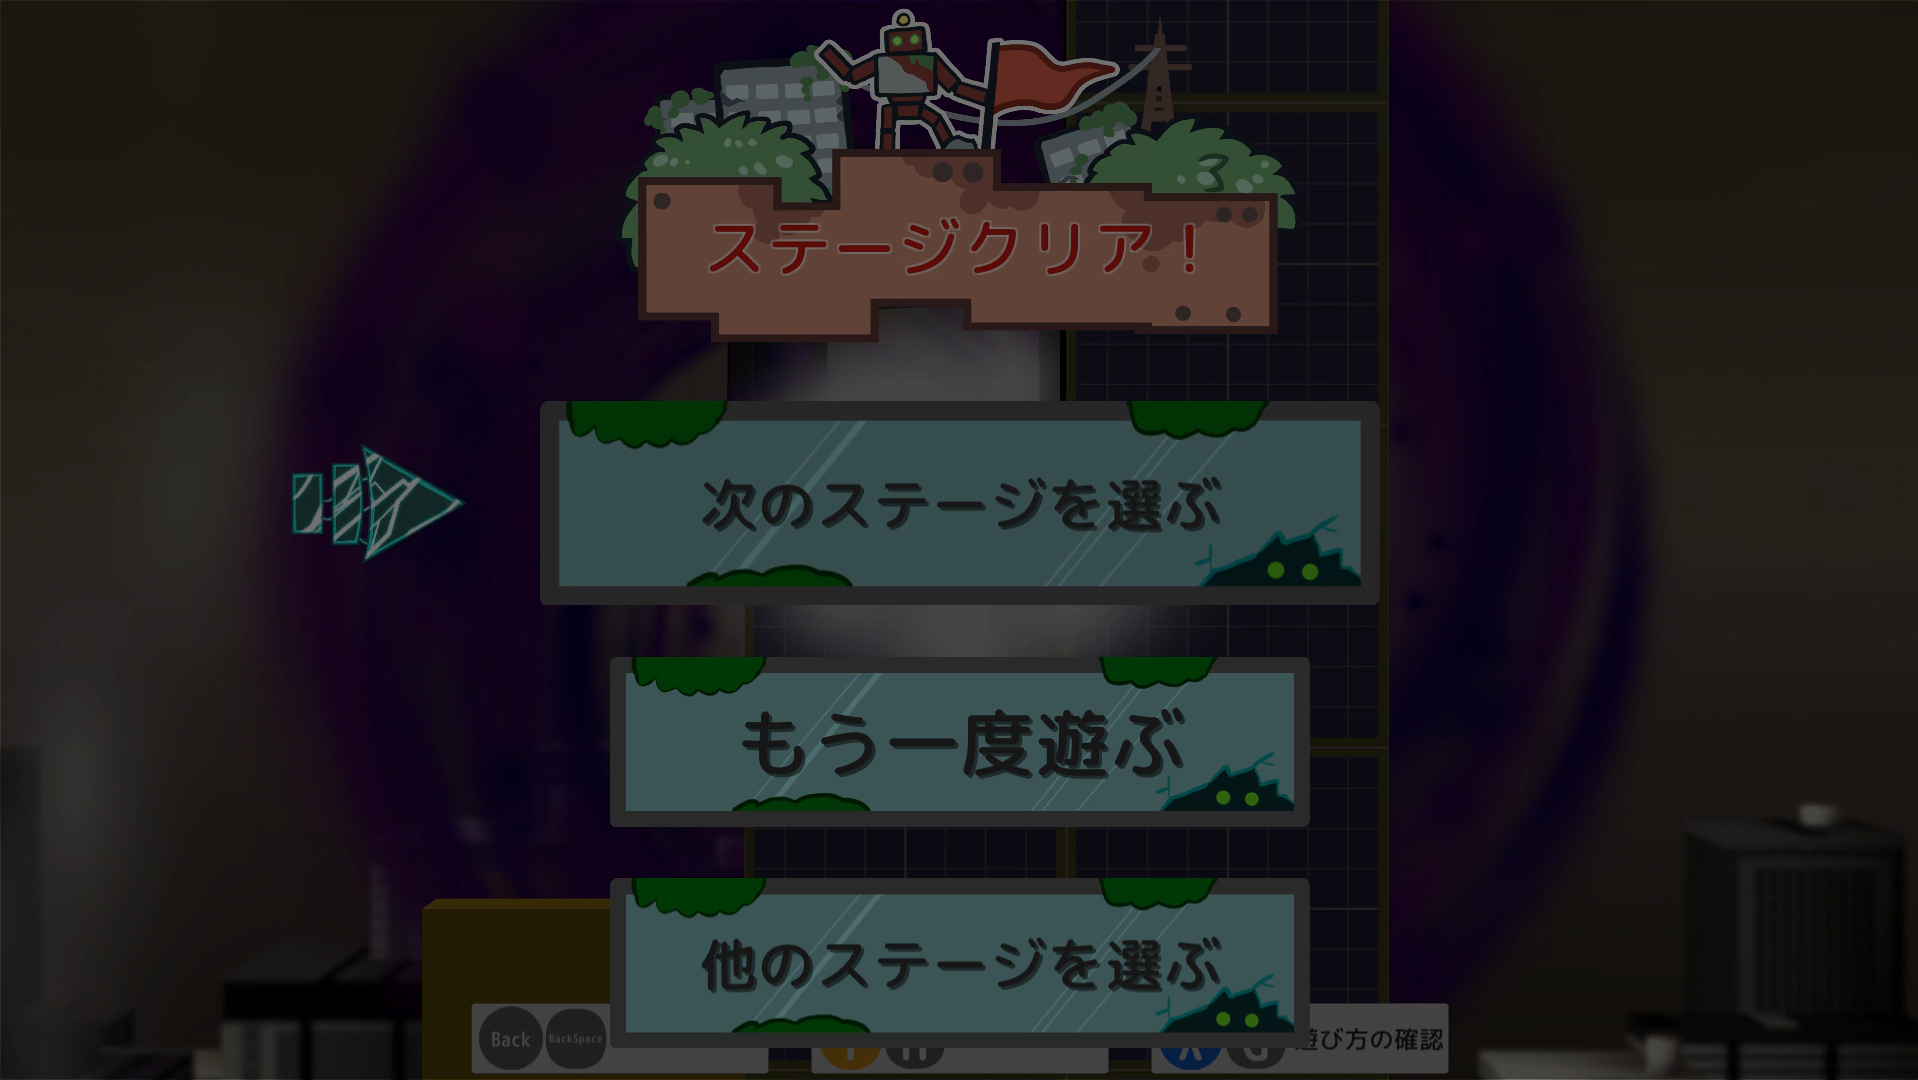 ステージクリア！
次のステージを選ぶ
もう一度遊ぶ
他のステージを選ぶ
Back BackSpace
遊び方の確認